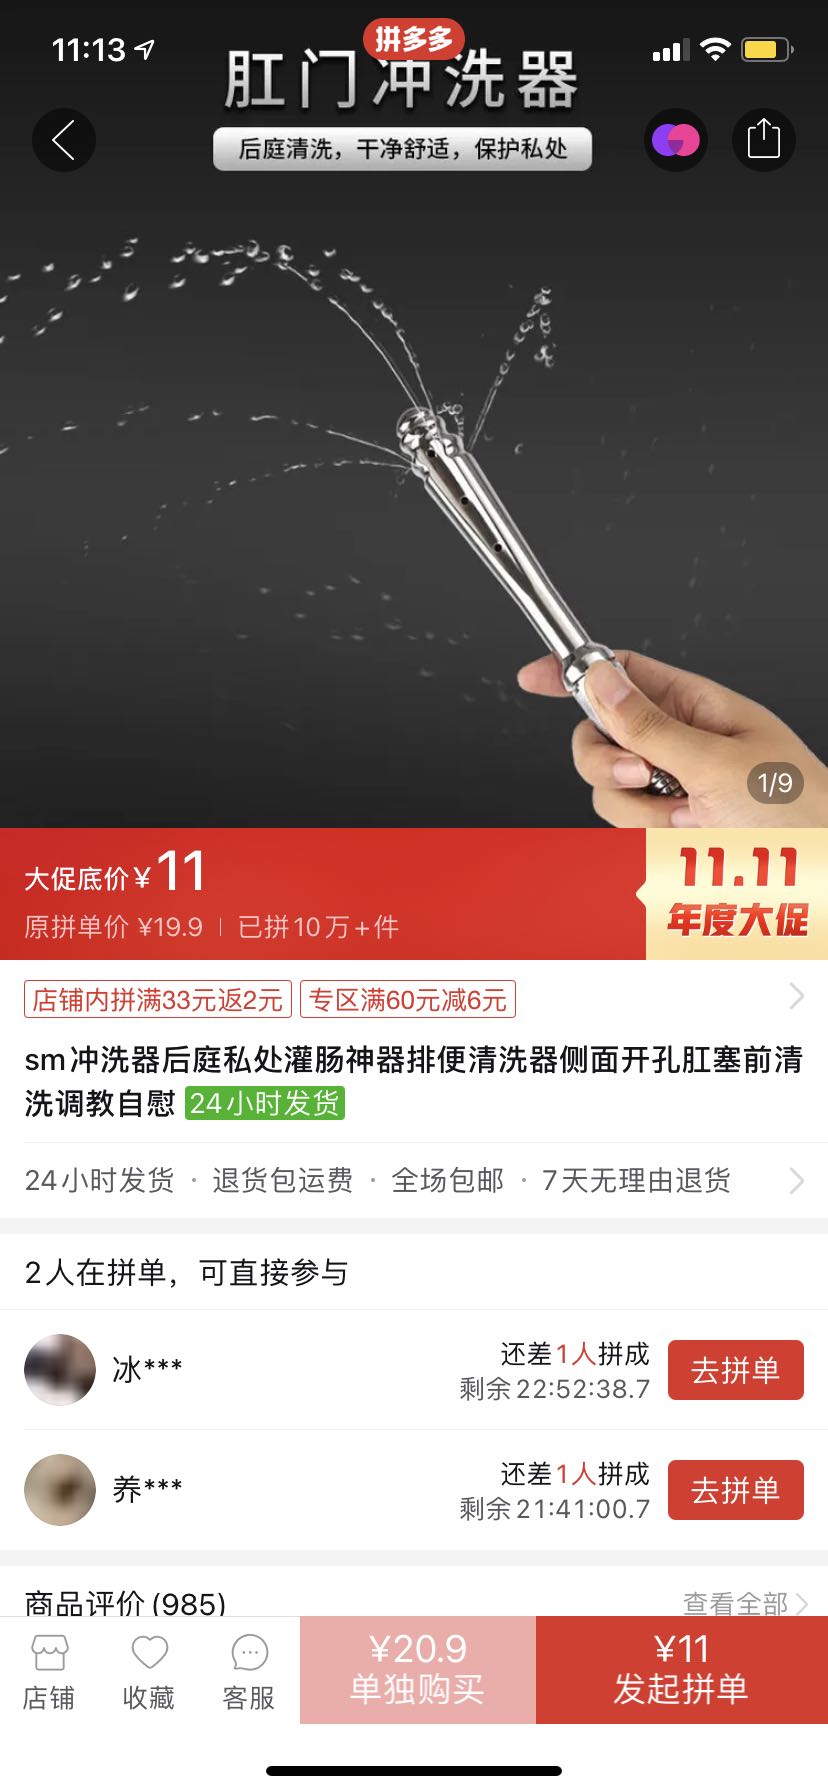 11:13
拼多多
肛门冲洗器
后庭清洗，干净舒适，保护私处
1/9
大促底价¥11
原拼单价 ¥19.9 | 已拼10万+件
11.11
年度大促
店铺内拼满33元返2元 专区满60元减6元
sm冲洗器后庭私处灌肠神器排便清洗器侧面开孔肛塞前清
洗调教自慰 24小时发货
24小时发货 · 退货包运费 · 全场包邮 · 7天无理由退货
2人在拼单，可直接参与
冰***
还差1人拼成
剩余22:52:38.7
去拼单
养***
还差1人拼成
剩余21:41:00.7
去拼单
商品评价(985)
查看全部
店铺
收藏
客服
¥20.9
单独购买
¥11
发起拼单